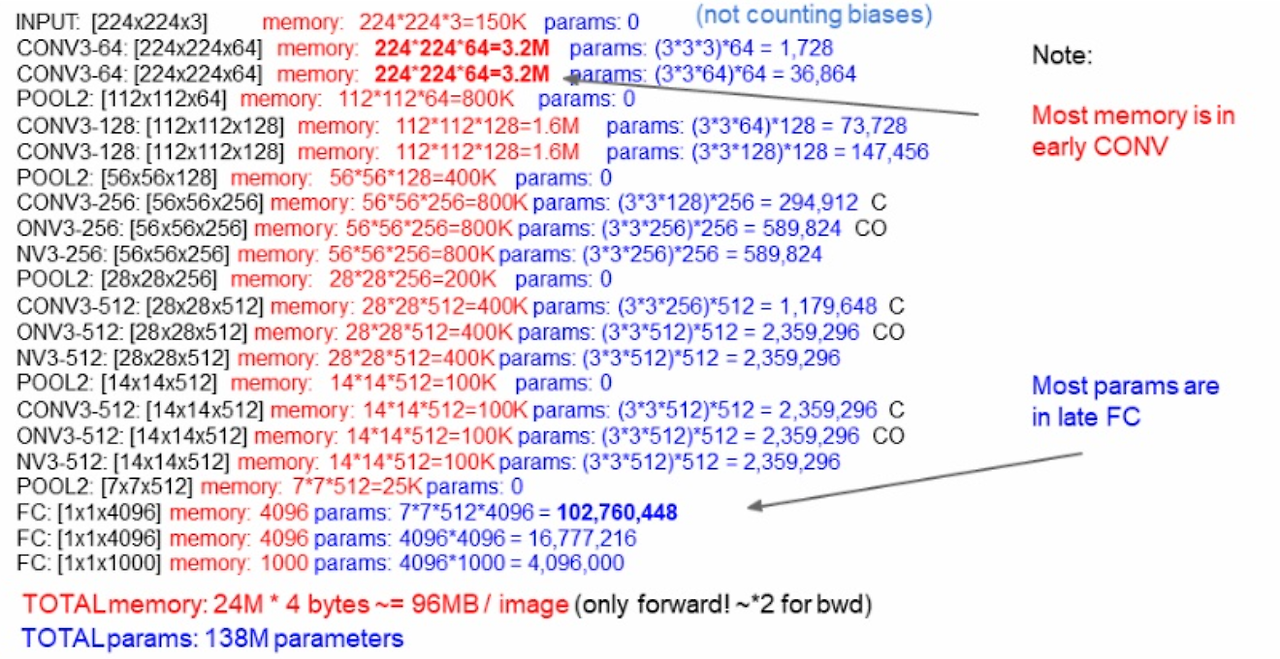 INPUT: [224x224x3] memory: 224*224*3=150K params: 0 (not counting biases)
CONV3-64: [224x224x64] memory: 224*224*64=3.2M params: (3*3*3)*64 = 1,728
CONV3-64: [224x224x64] memory: 224*224*64=3.2M params: (3*3*64)*64 = 36,864
POOL2: [112x112x64] memory: 112*112*64=800K params: 0
CONV3-128: [112x112x128] memory: 112*112*128=1.6M params: (3*3*64)*128 = 73,728
CONV3-128: [112x112x128] memory: 112*112*128=1.6M params: (3*3*128)*128 = 147,456
POOL2: [56x56x128] memory: 56*56*128=400K params: 0
CONV3-256: [56x56x256] memory: 56*56*256=800K params: (3*3*128)*256 = 294,912 C
ONV3-256: [56x56x256] memory: 56*56*256=800K params: (3*3*256)*256 = 589,824 CO
NV3-256: [56x56x256] memory: 56*56*256=800K params: (3*3*256)*256 = 589,824
POOL2: [28x28x256] memory: 28*28*256=200K params: 0
CONV3-512: [28x28x512] memory: 28*28*512=400K params: (3*3*256)*512 = 1,179,648 C
ONV3-512: [28x28x512] memory: 28*28*512=400K params: (3*3*512)*512 = 2,359,296 CO
NV3-512: [28x28x512] memory: 28*28*512=400K params: (3*3*512)*512 = 2,359,296
POOL2: [14x14x512] memory: 14*14*512=100K params: 0
CONV3-512: [14x14x512] memory: 14*14*512=100K params: (3*3*512)*512 = 2,359,296 C
ONV3-512: [14x14x512] memory: 14*14*512=100K params: (3*3*512)*512 = 2,359,296 CO
NV3-512: [14x14x512] memory: 14*14*512=100K params: (3*3*512)*512 = 2,359,296
POOL2: [7x7x512] memory: 7*7*512=25K params: 0
FC: [1x1x4096] memory: 4096 params: 7*7*512*4096 = 102,760,448
FC: [1x1x4096] memory: 4096 params: 4096*4096 = 16,777,216
FC: [1x1x1000] memory: 1000 params: 4096*1000 = 4,096,000
TOTAL memory: 24M * 4 bytes ~= 96MB / image (only forward! ~*2 for bwd)
TOTAL params: 138M parameters
Note:
Most memory is in
early CONV
Most params are
in late FC